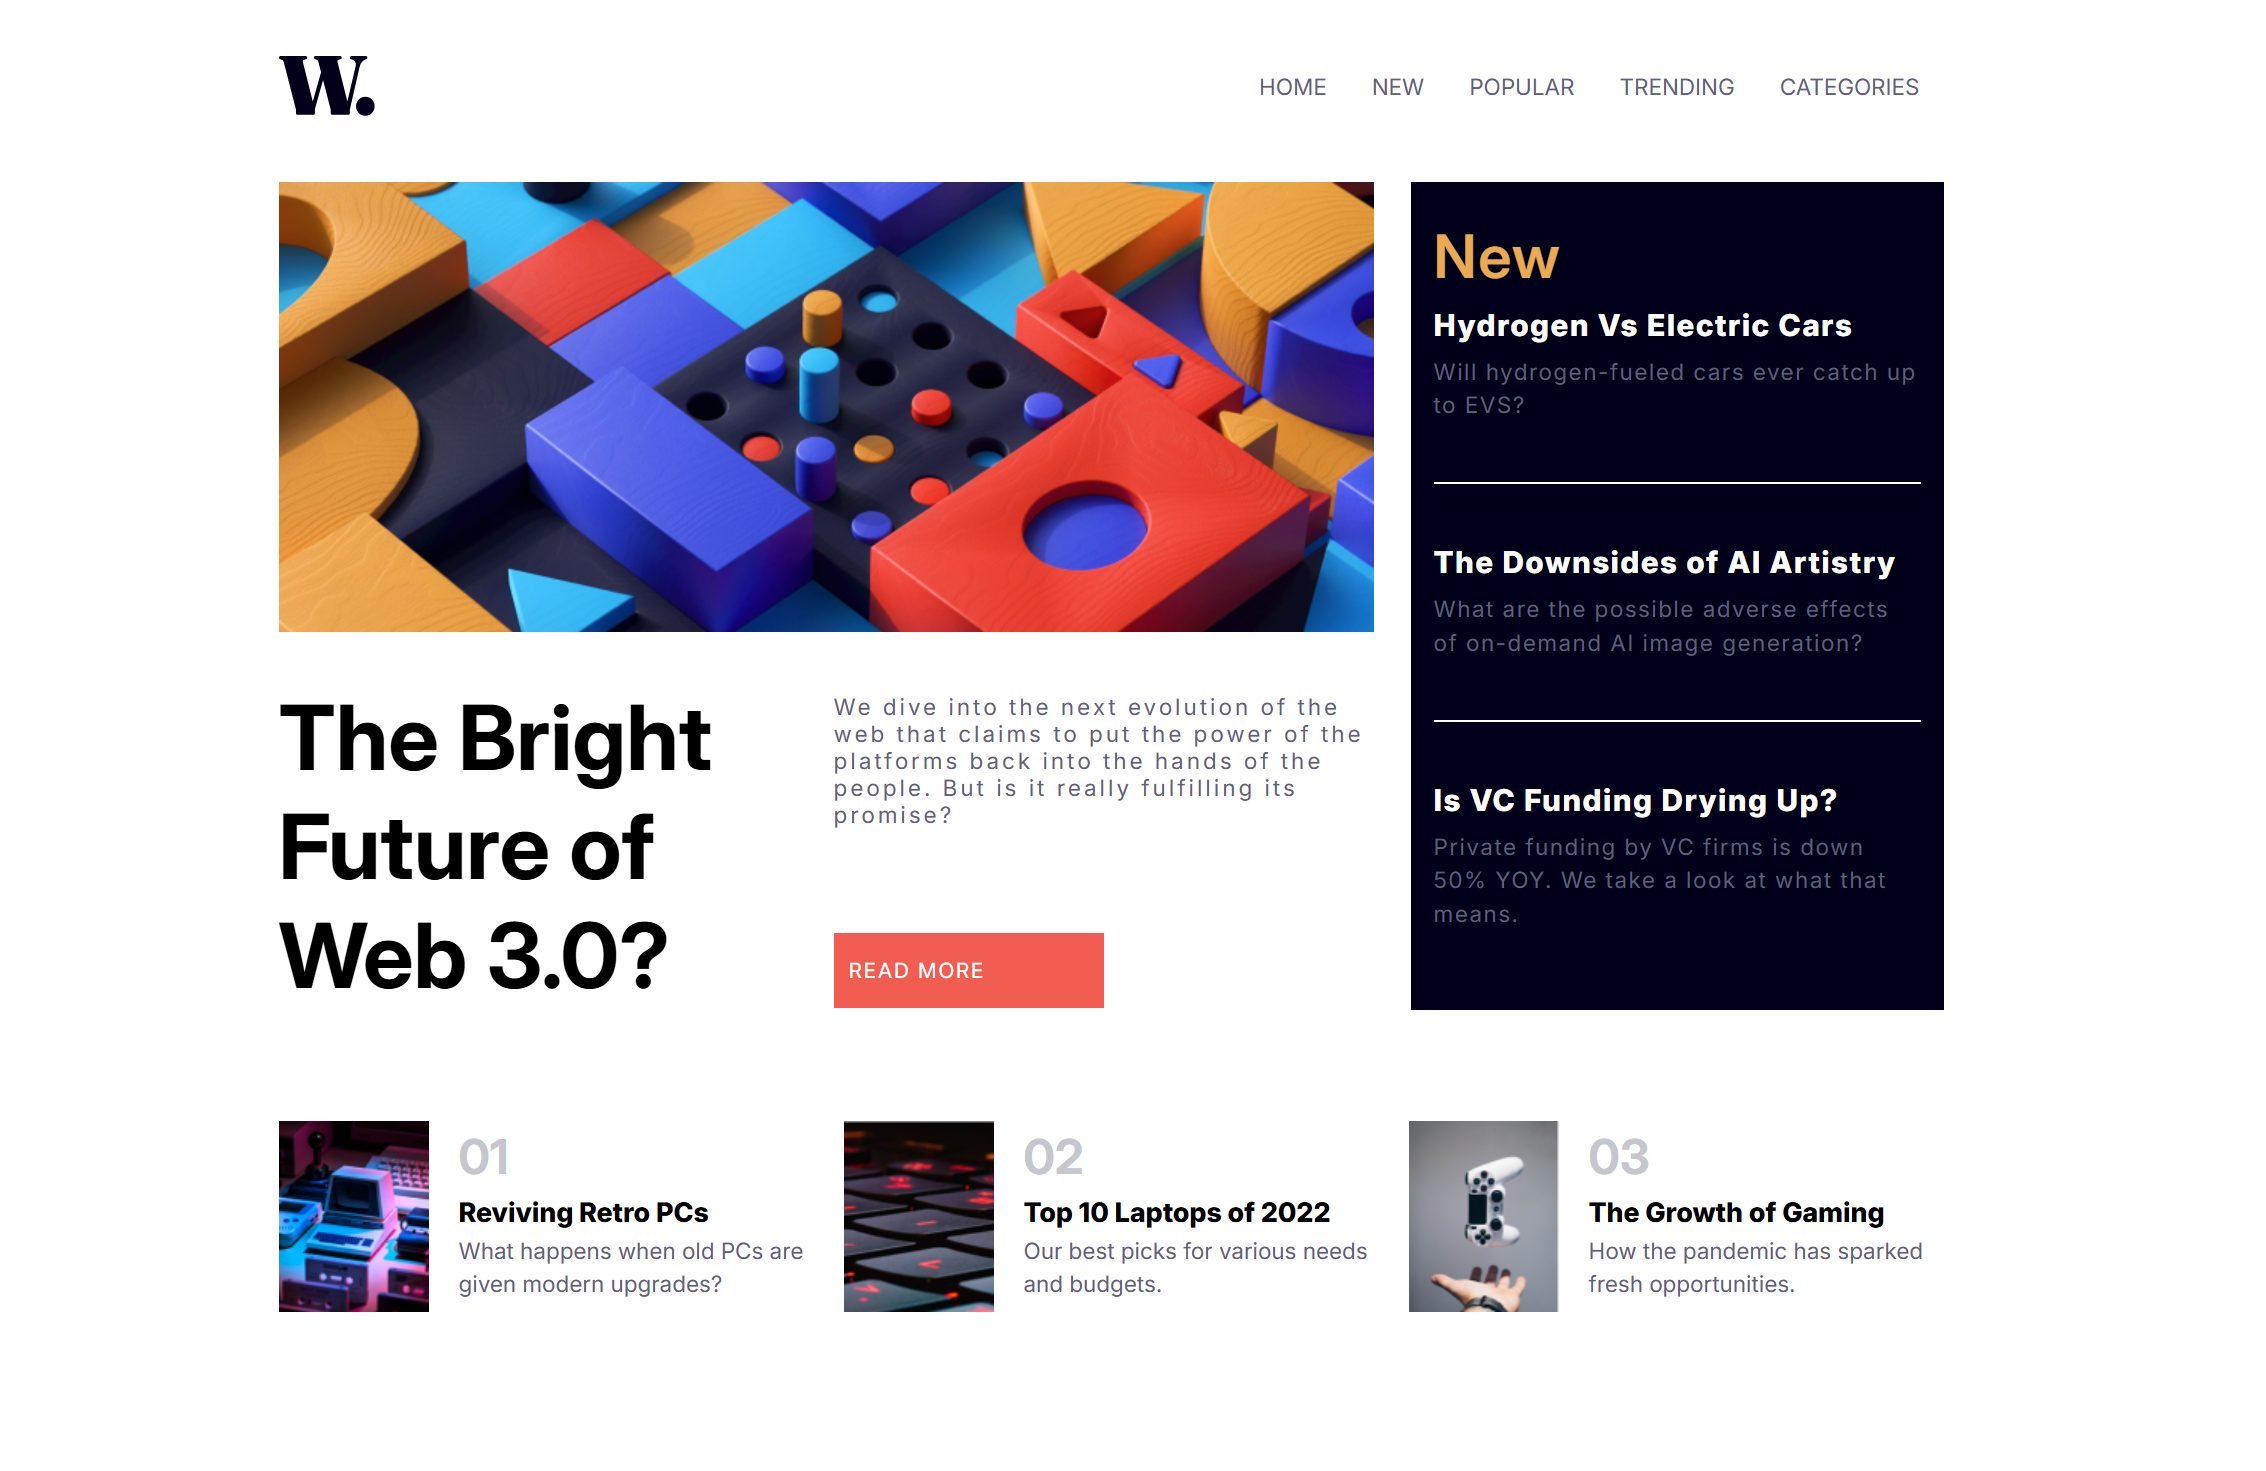 W.
HOME NEW POPULAR TRENDING CATEGORIES
The Bright
Future of
Web 3.0?
We dive into the next evolution of the
web that claims to put the power of the
platforms back into the hands of the
people. But is it really fulfilling its
promise?
READ MORE
New
Hydrogen Vs Electric Cars
Will hydrogen-fueled cars ever catch up
to EVS?
The Downsides of AI Artistry
What are the possible adverse effects
of on-demand AI image generation?
Is VC Funding Drying Up?
Private funding by VC firms is down
50% YOY. We take a look at what that
means.
01
Reviving Retro PCs
What happens when old PCs are
given modern upgrades?
02
Top 10 Laptops of 2022
Our best picks for various needs
and budgets.
03
The Growth of Gaming
How the pandemic has sparked
fresh opportunities.